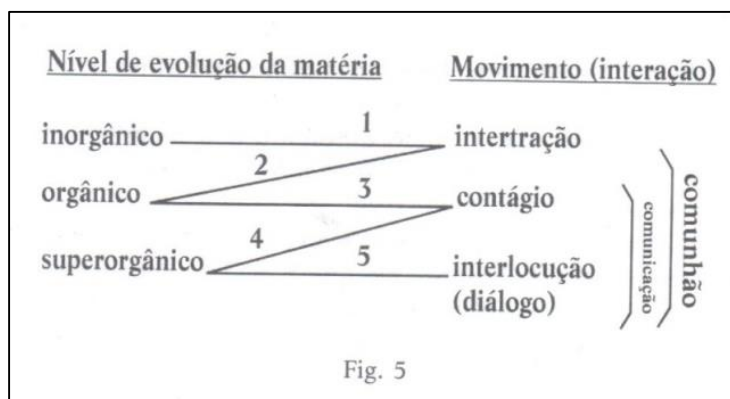 Nível de evolução da matéria Movimento (interação)
inorgânico 1 intertração
2
orgânico 3 contágio
4
superorgânico 5 interlocução
(diálogo)
comunicação
comunhão
Fig. 5